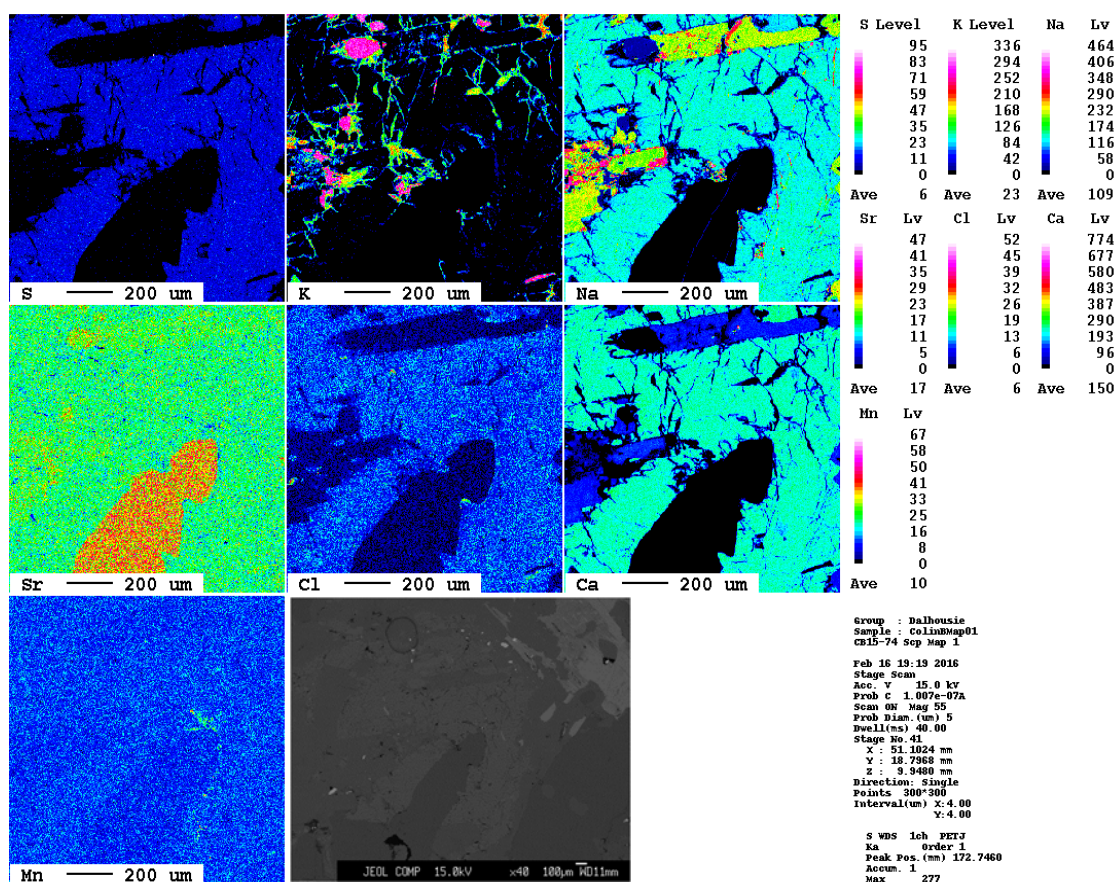 S Level K Level Na Lv
95 336 464
83 294 406
71 252 348
59 210 290
47 168 232
35 126 174
23 84 116
11 42 58
0 0 0
Ave 6 Ave 23 Ave 109
S 200 um K 200 um Na 200 um
Sr Lv Cl Lv Ca Lv
47 52 774
41 45 677
35 39 580
29 32 483
23 26 387
17 19 290
11 13 193
5 6 96
0 0 0
Ave 17 Ave 6 Ave 150
Mn Lv
67
58
50
41
33
25
16
8
0
Ave 10
Sr 200 um Cl 200 um Ca 200 um
Group : Dalhousie
Sample : ColinBMap01
CB15-74 Scp Map 1
Feb 16 19:19 2016
Stage Scan
Acc. V 15.0 kV
Prob C 1.007e-07A
Scan ON Mag 55
Prob Diam.(um) 5
Dwell(ms) 40.00
Stage No.41
X : 51.1024 mm
Y : 18.7968 mm
Z : 9.9480 mm
Direction: Single
Points 300*300
Interval(um) X:4.00
Y:4.00
S WDS 1ch PETJ
Ka Order 1
Peak Pos.(mm) 172.7460
Accum. 1
Max 277
Mn 200 um
JEOL COMP 15.0kV x40 100µm WD11mm